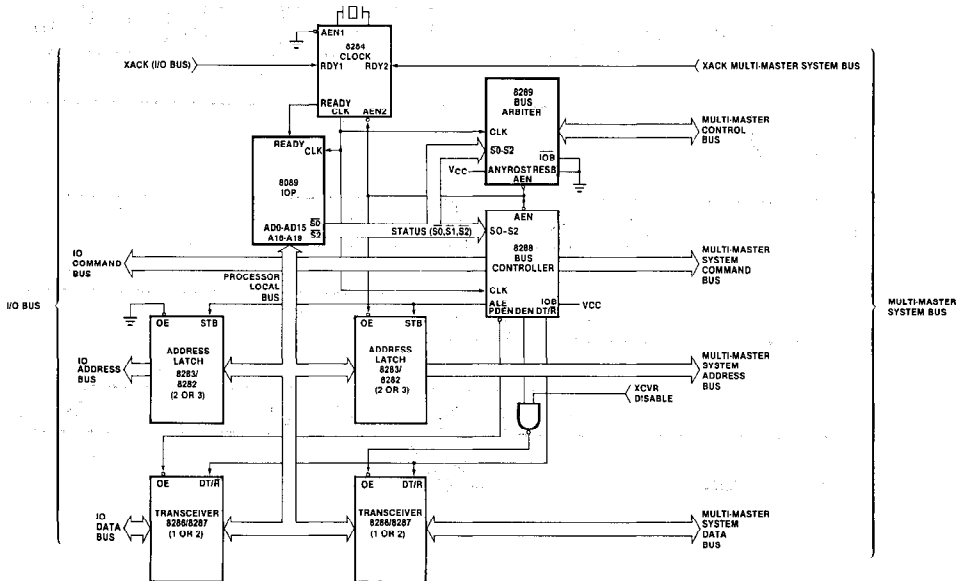 AEN1
8284
CLOCK
XACK (I/O BUS)
RDY1 RDY2
XACK MULTI-MASTER SYSTEM BUS
READY
CLK AEN2
8289
BUS
ARBITER
MULTI-MASTER
CONTROL
BUS
CLK
S0-S2
IOB
VCC
ANYROST RESB
AEN
READY
CLK
8089
IOP
AD0-AD15
A16-A19
S0
S2
STATUS (S0,S1,S2)
AEN
SO-S2
8288
BUS
CONTROLLER
CLK
ALE IOB
PDEN DEN DT/R
VCC
IO
COMMAND
BUS
MULTI-MASTER
SYSTEM
COMMAND
BUS
PROCESSOR
LOCAL
BUS
I/O BUS
MULTI-MASTER
SYSTEM BUS
OE STB
ADDRESS
LATCH
8283/
8282
(2 OR 3)
OE STB
ADDRESS
LATCH
8283/
8282
(2 OR 3)
IO
ADDRESS
BUS
MULTI-MASTER
SYSTEM
ADDRESS
BUS
XCVR
DISABLE
OE DT/R
TRANSCEIVER
8286/8287
(1 OR 2)
OE DT/R
TRANSCEIVER
8286/8287
(1 OR 2)
IO
DATA
BUS
MULTI-MASTER
SYSTEM
DATA
BUS